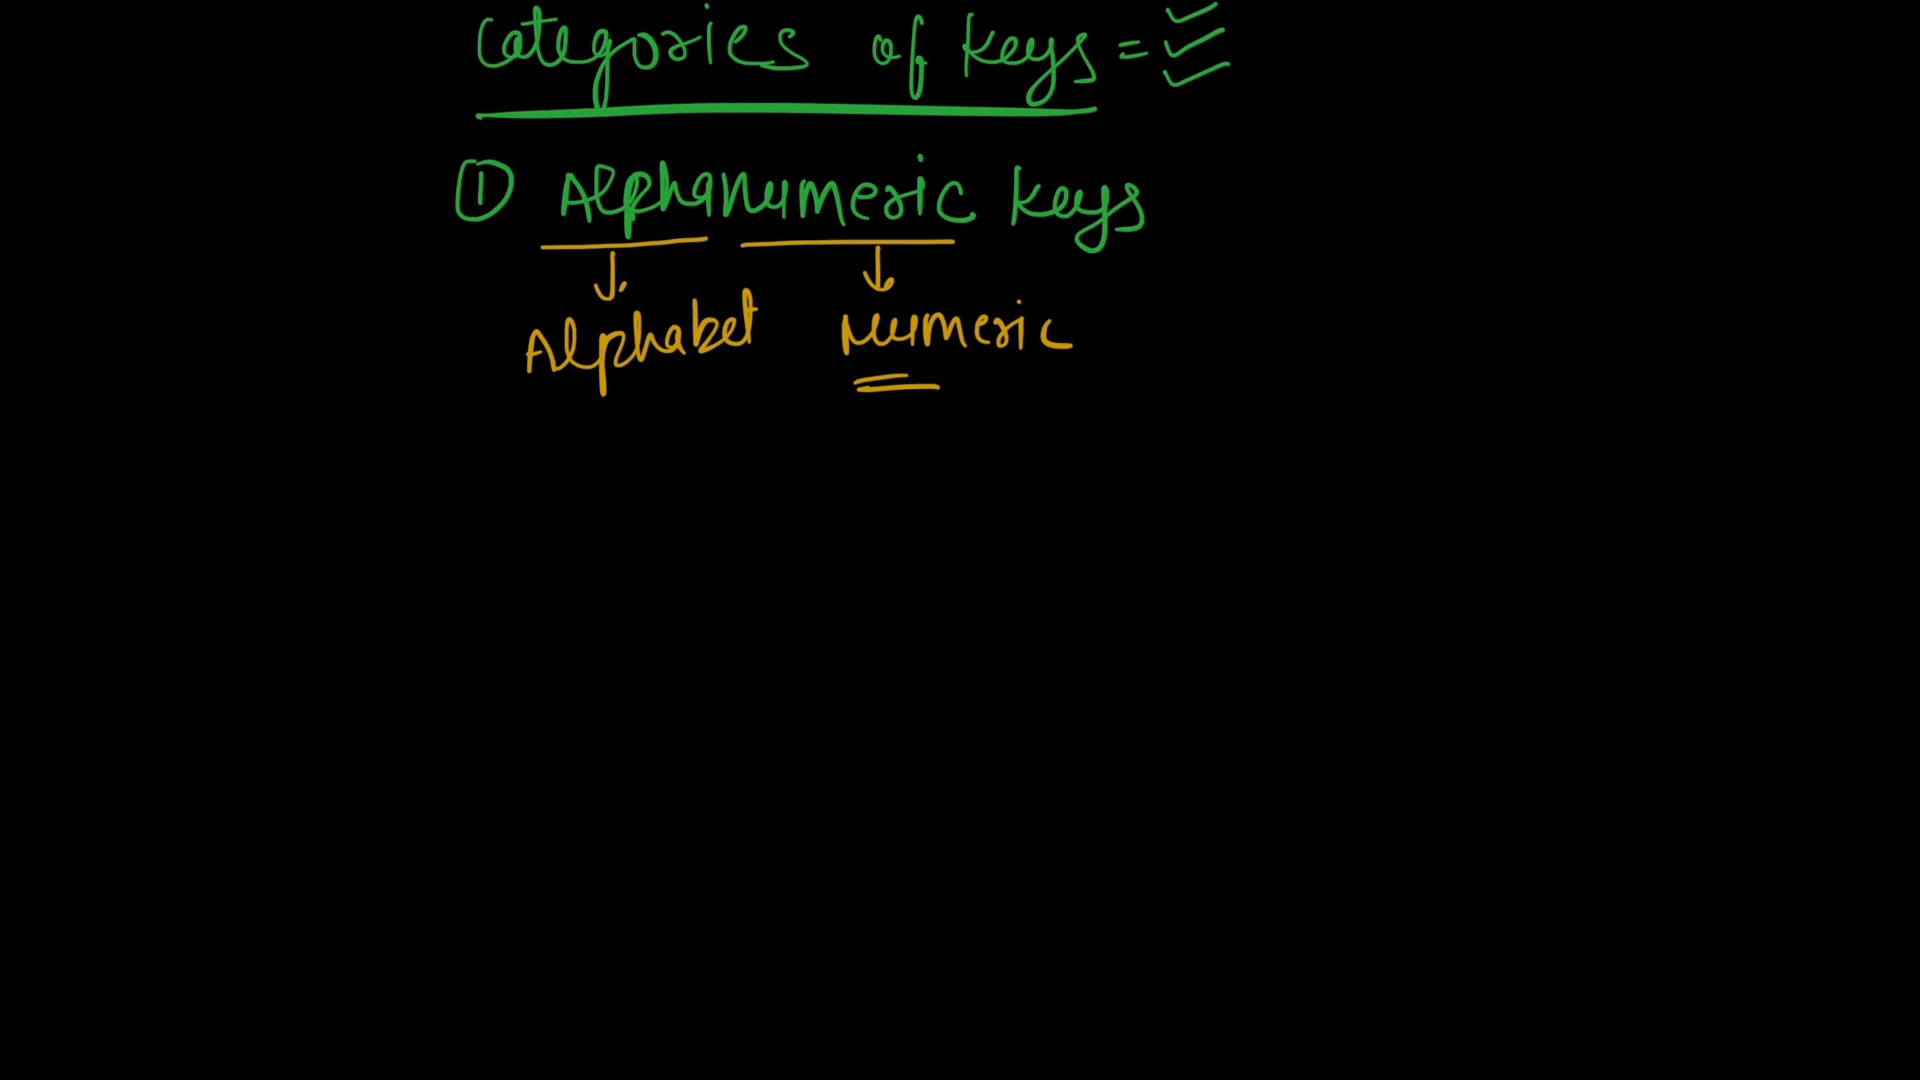 Categories of keys =
① Alphanumeric keys
Alphabet Numeric